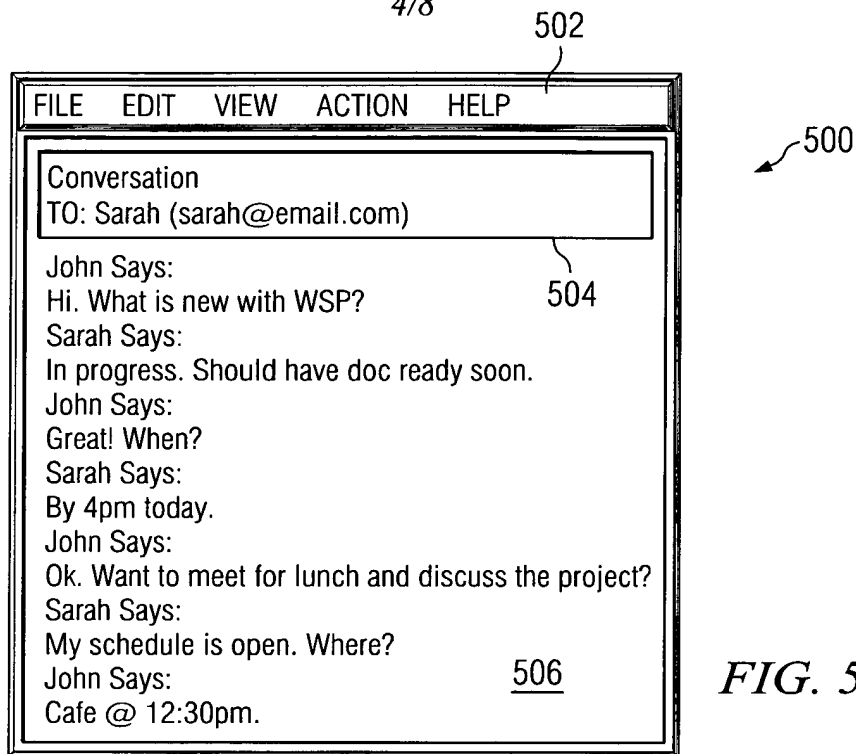 4/8
502
FILE EDIT VIEW ACTION HELP
500
Conversation
TO: Sarah (sarah@email.com)
504
John Says:
Hi. What is new with WSP?
Sarah Says:
In progress. Should have doc ready soon.
John Says:
Great! When?
Sarah Says:
By 4pm today.
John Says:
Ok. Want to meet for lunch and discuss the project?
Sarah Says:
My schedule is open. Where?
John Says:
Cafe @ 12:30pm.
506
FIG. 5